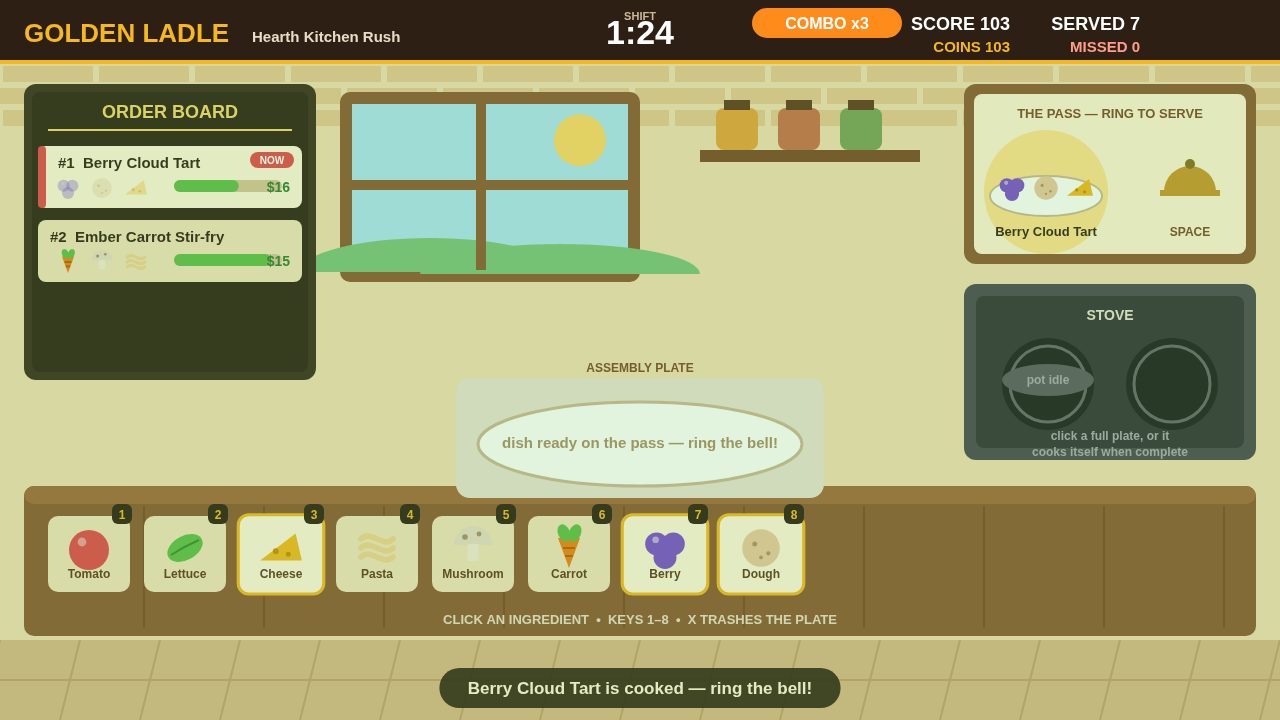 GOLDEN LADLE
Hearth Kitchen Rush
SHIFT
1:24
COMBO x3
SCORE 103
SERVED 7
COINS 103
MISSED 0
ORDER BOARD
#1 Berry Cloud Tart
NOW
$16
#2 Ember Carrot Stir-fry
$15
THE PASS — RING TO SERVE
Berry Cloud Tart
SPACE
STOVE
pot idle
click a full plate, or it
cooks itself when complete
ASSEMBLY PLATE
dish ready on the pass — ring the bell!
1
Tomato
2
Lettuce
3
Cheese
4
Pasta
5
Mushroom
6
Carrot
7
Berry
8
Dough
CLICK AN INGREDIENT • KEYS 1–8 • X TRASHES THE PLATE
Berry Cloud Tart is cooked — ring the bell!